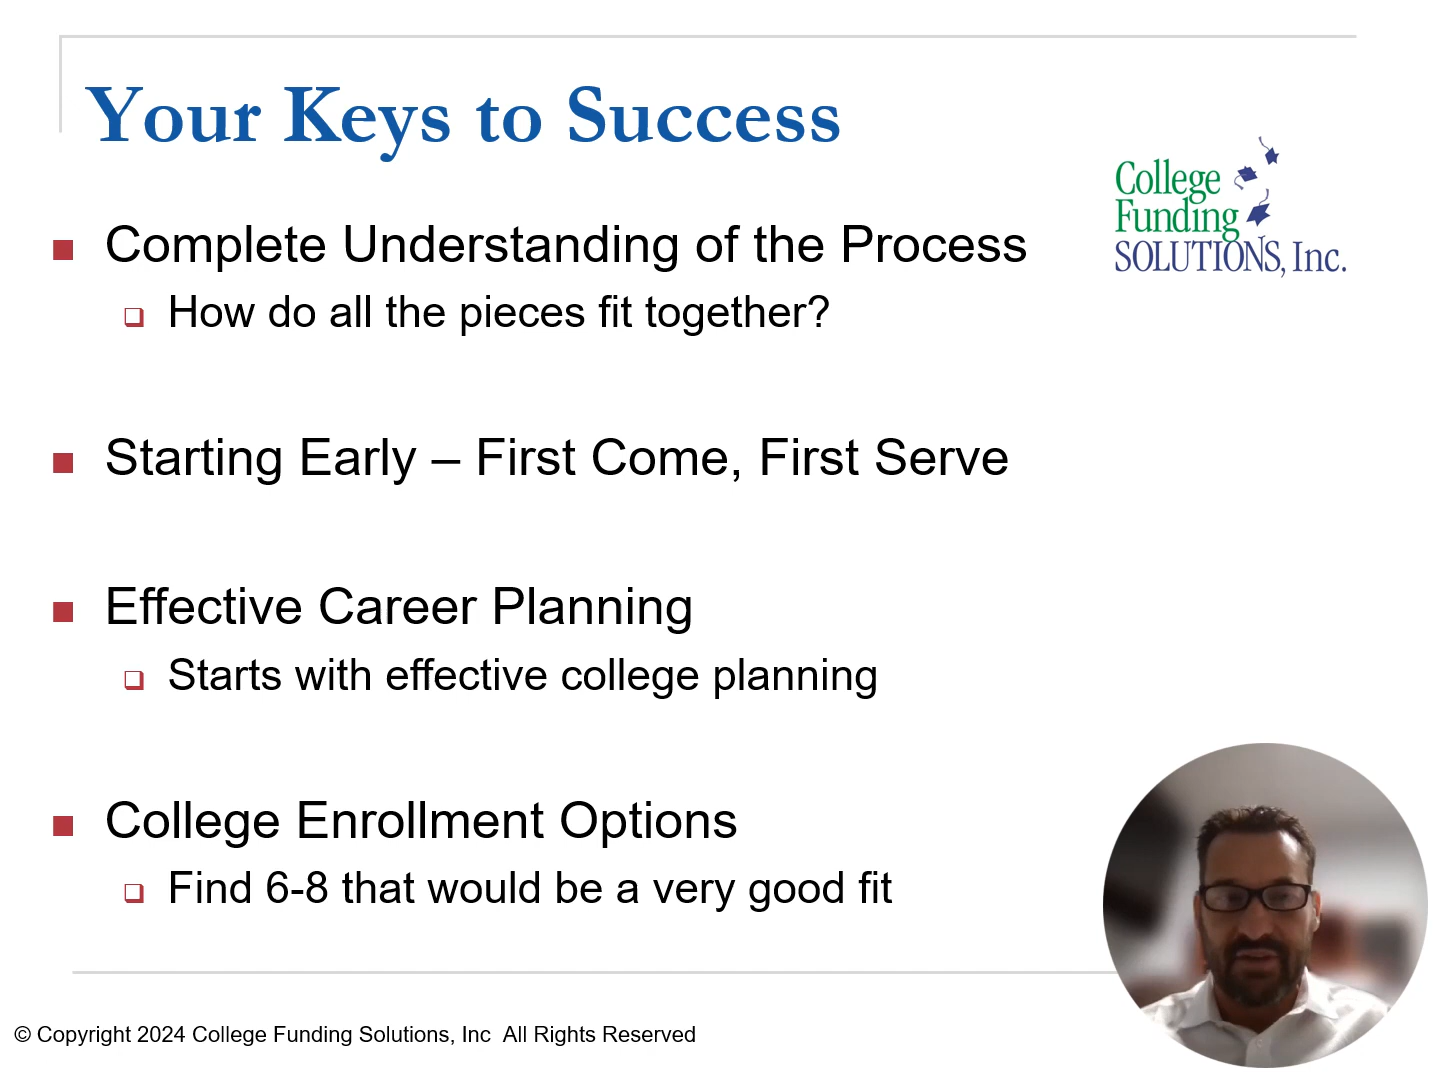 Your Keys to Success
College
Funding
SOLUTIONS, Inc.
Complete Understanding of the Process
How do all the pieces fit together?
Starting Early – First Come, First Serve
Effective Career Planning
Starts with effective college planning
College Enrollment Options
Find 6-8 that would be a very good fit
© Copyright 2024 College Funding Solutions, Inc  All Rights Reserved